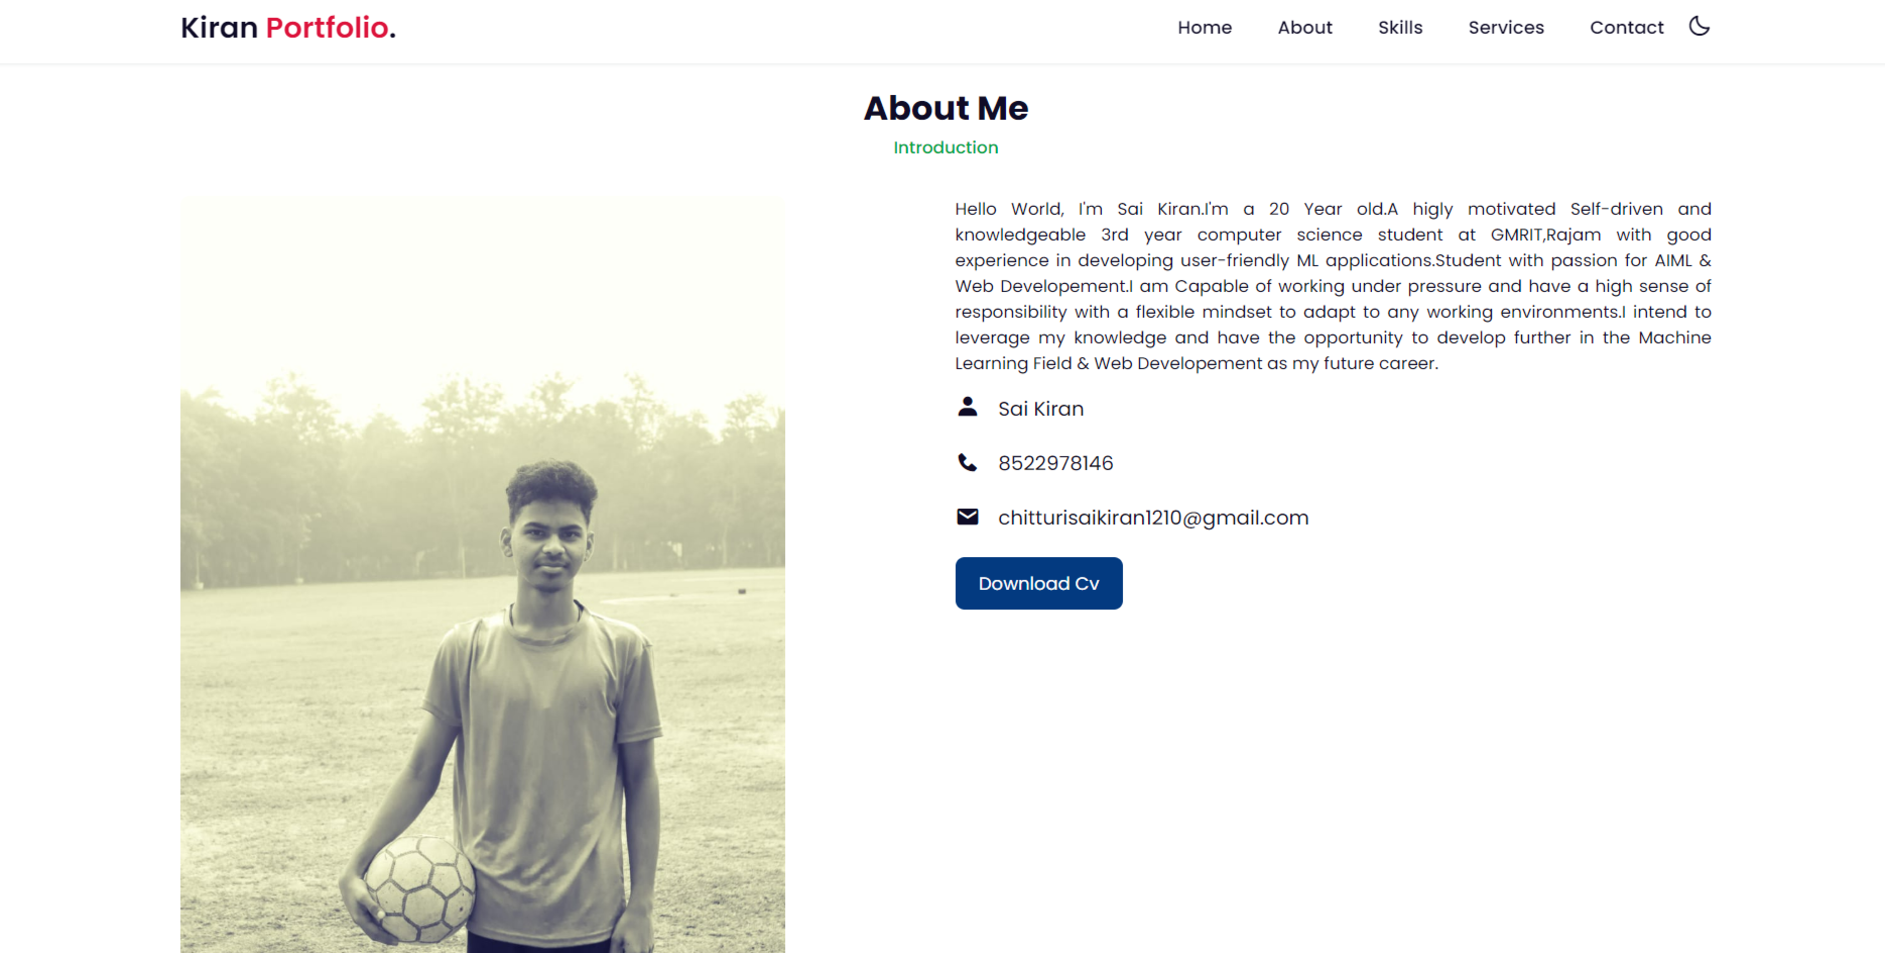 Kiran Portfolio.
Home About Skills Services Contact
About Me
Introduction
Hello World, I'm Sai Kiran.I'm a 20 Year old.A higly motivated Self-driven and
knowledgeable 3rd year computer science student at GMRIT,Rajam with good
experience in developing user-friendly ML applications.Student with passion for AIML &
Web Developement.I am Capable of working under pressure and have a high sense of
responsibility with a flexible mindset to adapt to any working environments.I intend to
leverage my knowledge and have the opportunity to develop further in the Machine
Learning Field & Web Developement as my future career.
Sai Kiran
8522978146
chitturisaikiran1210@gmail.com
Download Cv